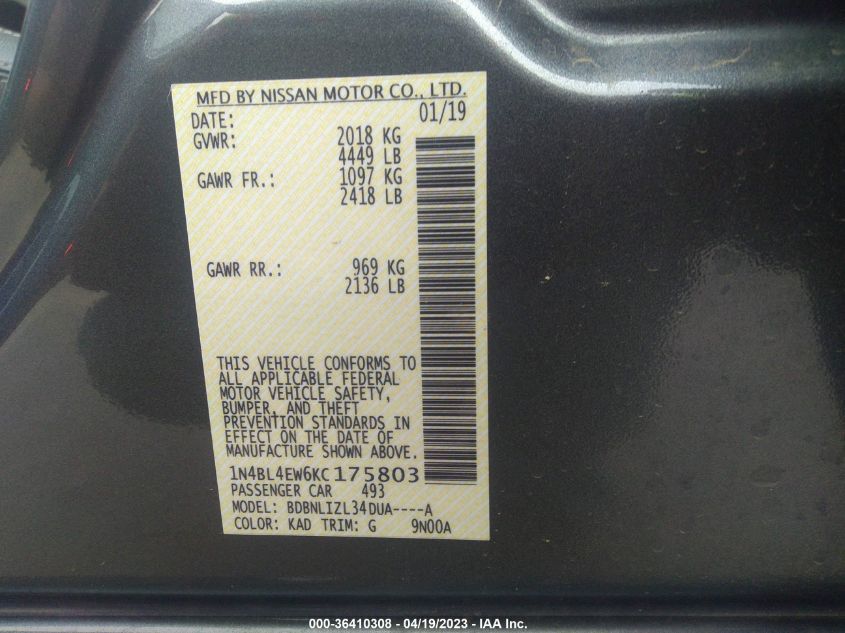 MFD BY NISSAN MOTOR CO., LTD.
DATE: 01/19
GVWR: 2018 KG
4449 LB
GAWR FR.: 1097 KG
2418 LB
GAWR RR.: 969 KG
2136 LB
THIS VEHICLE CONFORMS TO
ALL APPLICABLE FEDERAL
MOTOR VEHICLE SAFETY,
BUMPER, AND THEFT
PREVENTION STANDARDS IN
EFFECT ON THE DATE OF
MANUFACTURE SHOWN ABOVE.
1N4BL4EW6KC175803
PASSENGER CAR 493
MODEL: BDBNLIZL34DUA----A
COLOR: KAD TRIM: G 9N00A
000-36410308 - 04/19/2023 - IAA Inc.